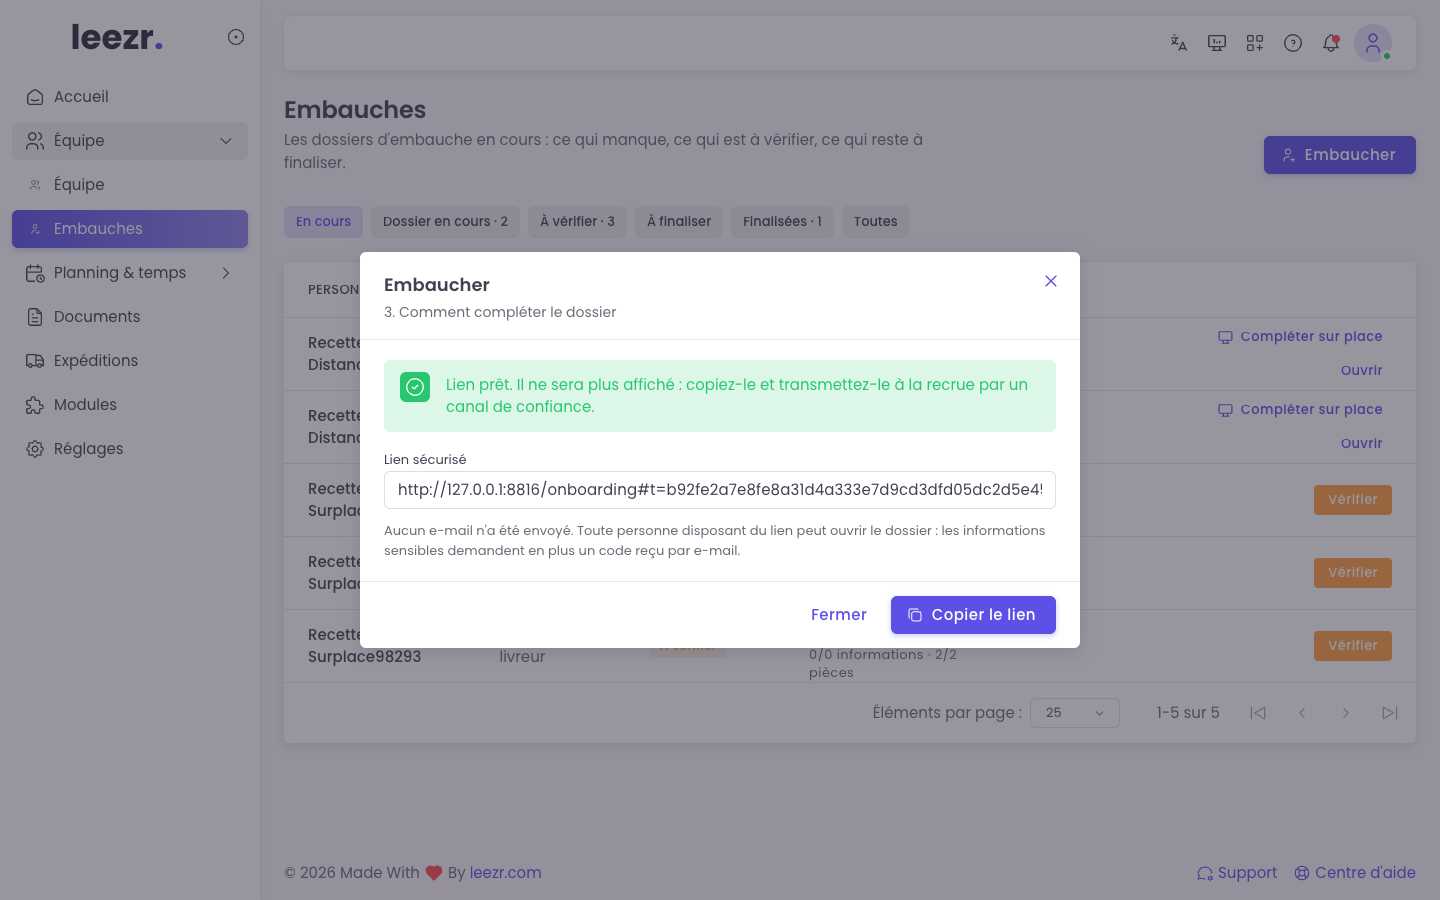 leezr.
Accueil
Équipe
Équipe
Embauches
Planning & temps
Documents
Expéditions
Modules
Réglages
Embauches
Les dossiers d'embauche en cours : ce qui manque, ce qui est à vérifier, ce qui reste à
finaliser.
Embaucher
En cours
Dossier en cours · 2
À vérifier · 3
À finaliser
Finalisées · 1
Toutes
Embaucher
3. Comment compléter le dossier
Lien prêt. Il ne sera plus affiché : copiez-le et transmettez-le à la recrue par un
canal de confiance.
Lien sécurisé
http://127.0.0.1:8816/onboarding#t=b92fe2a7e8fe8a31d4a333e7d9cd3dfd05dc2d5e4
Aucun e-mail n'a été envoyé. Toute personne disposant du lien peut ouvrir le dossier : les informations
sensibles demandent en plus un code reçu par e-mail.
Fermer
Copier le lien
PERSON
Recette
Distanc
Compléter sur place
Ouvrir
Recette
Distanc
Compléter sur place
Ouvrir
Recette
Surplac
Vérifier
Recette
Surplac
Vérifier
Recette
Surplace98293
livreur
0/0 informations · 2/2
pièces
Vérifier
Éléments par page :
25
1-5 sur 5
© 2026 Made With By leezr.com
Support
Centre d'aide